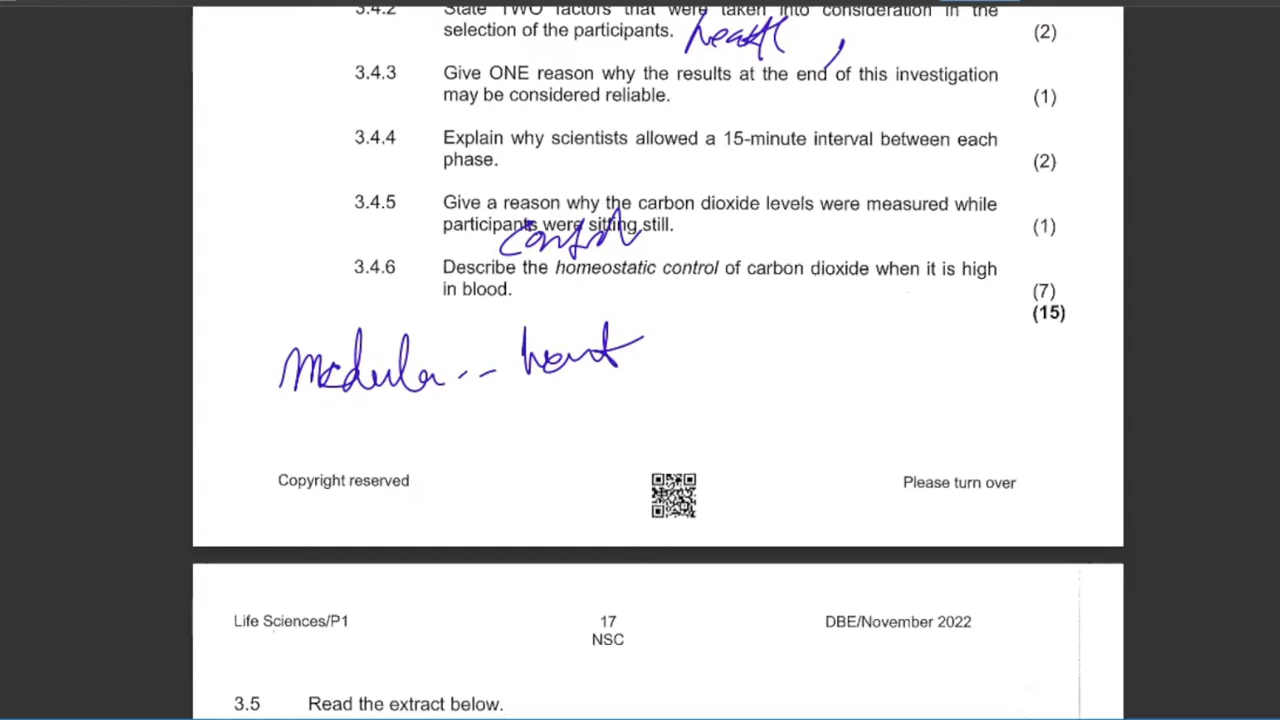 3.4.2 State TWO factors that were taken into consideration in the
selection of the participants. health , (2)
3.4.3 Give ONE reason why the results at the end of this investigation
may be considered reliable. (1)
3.4.4 Explain why scientists allowed a 15-minute interval between each
phase. (2)
3.4.5 Give a reason why the carbon dioxide levels were measured while
participants were sitting still. (1)
control
3.4.6 Describe the homeostatic control of carbon dioxide when it is high
in blood. (7)
(15)
Medulla -- heart
Copyright reserved Please turn over
Life Sciences/P1 17 DBE/November 2022
NSC
3.5 Read the extract below.